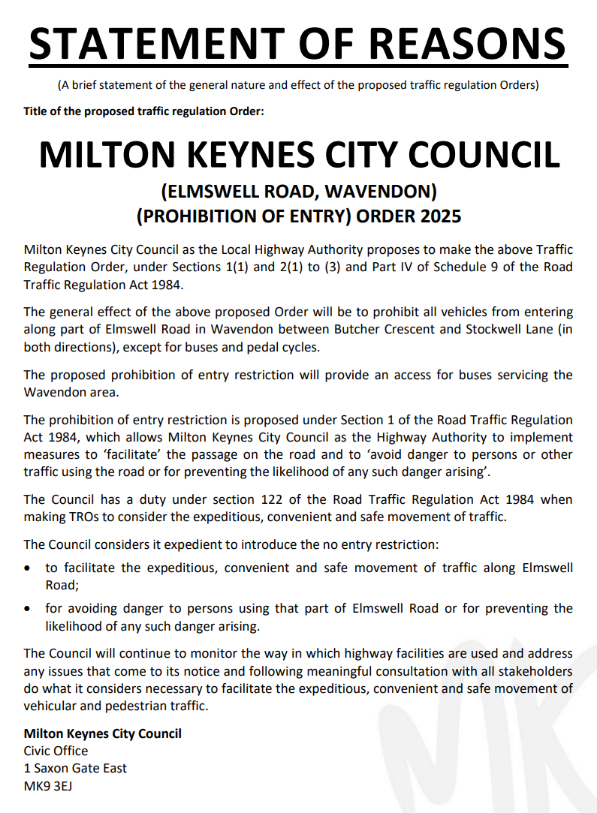 STATEMENT OF REASONS
(A brief statement of the general nature and effect of the proposed traffic regulation Orders)
Title of the proposed traffic regulation Order:
MILTON KEYNES CITY COUNCIL
(ELMSWELL ROAD, WAVENDON)
(PROHIBITION OF ENTRY) ORDER 2025
Milton Keynes City Council as the Local Highway Authority proposes to make the above Traffic
Regulation Order, under Sections 1(1) and 2(1) to (3) and Part IV of Schedule 9 of the Road
Traffic Regulation Act 1984.
The general effect of the above proposed Order will be to prohibit all vehicles from entering
along part of Elmswell Road in Wavendon between Butcher Crescent and Stockwell Lane (in
both directions), except for buses and pedal cycles.
The proposed prohibition of entry restriction will provide an access for buses servicing the
Wavendon area.
The prohibition of entry restriction is proposed under Section 1 of the Road Traffic Regulation
Act 1984, which allows Milton Keynes City Council as the Highway Authority to implement
measures to ‘facilitate’ the passage on the road and to ‘avoid danger to persons or other
traffic using the road or for preventing the likelihood of any such danger arising’.
The Council has a duty under section 122 of the Road Traffic Regulation Act 1984 when
making TROs to consider the expeditious, convenient and safe movement of traffic.
The Council considers it expedient to introduce the no entry restriction:
• to facilitate the expeditious, convenient and safe movement of traffic along Elmswell
Road;
• for avoiding danger to persons using that part of Elmswell Road or for preventing the
likelihood of any such danger arising.
The Council will continue to monitor the way in which highway facilities are used and address
any issues that come to its notice and following meaningful consultation with all stakeholders
do what it considers necessary to facilitate the expeditious, convenient and safe movement of
vehicular and pedestrian traffic.
Milton Keynes City Council
Civic Office
1 Saxon Gate East
MK9 3EJ
MK